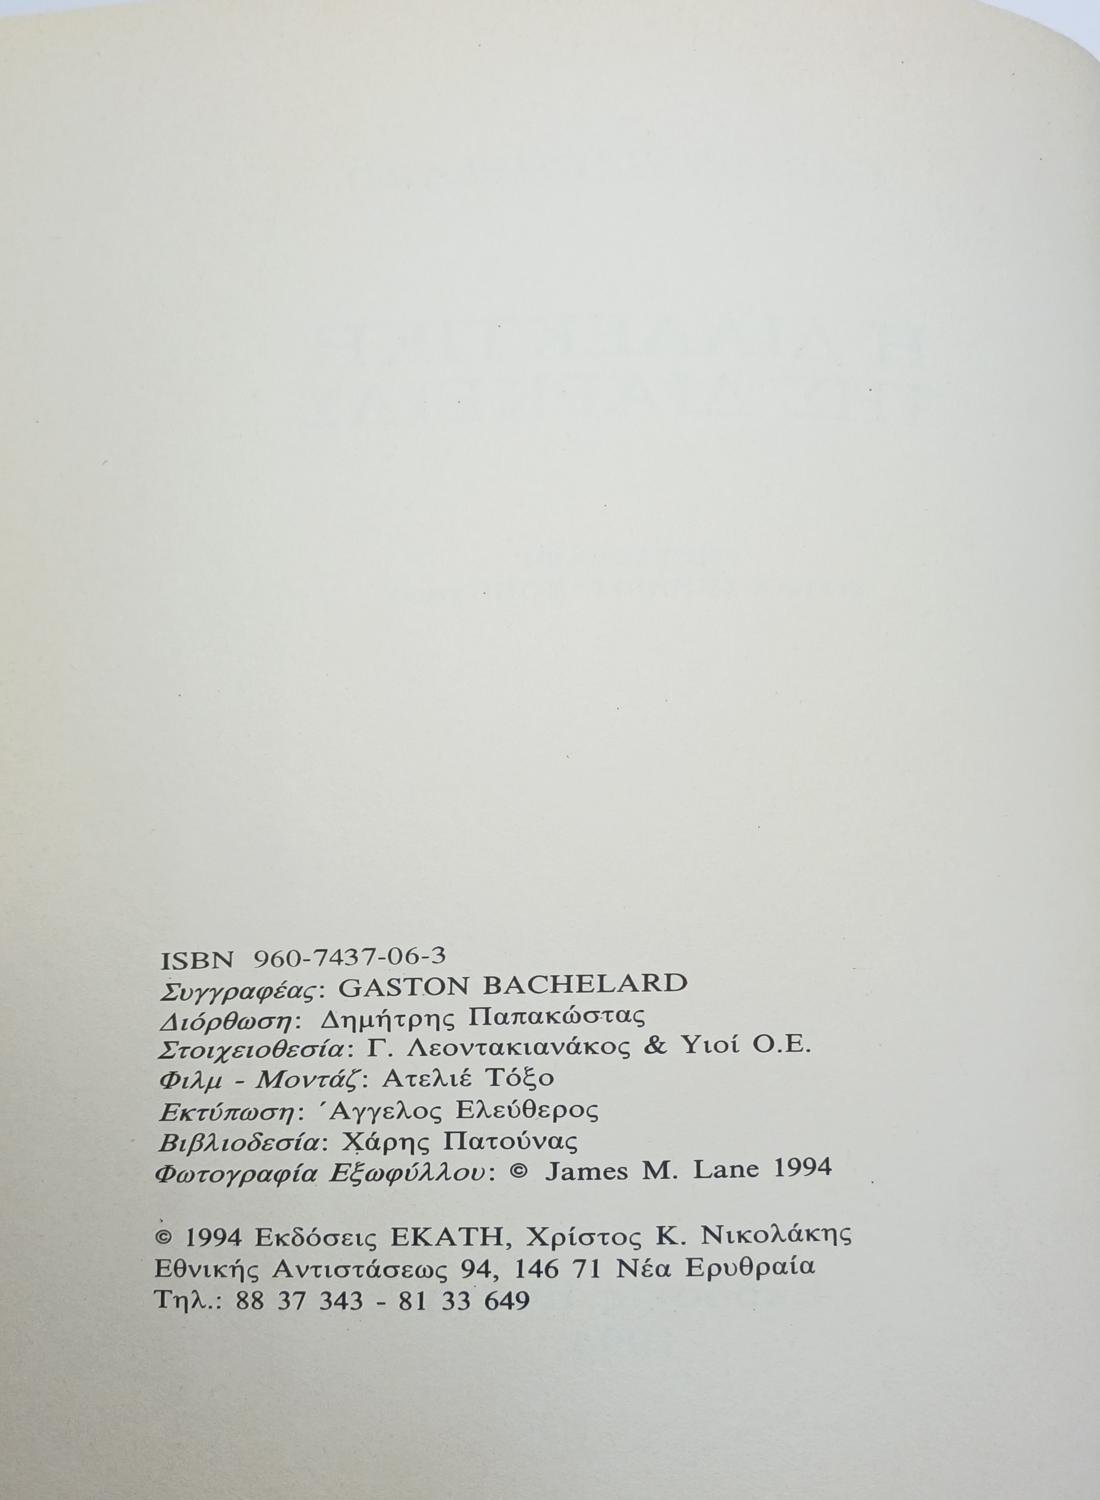 ISBN 960-7437-06-3
Συγγραφέας: GASTON BACHELARD
Διόρθωση: Δημήτρης Παπακώστας
Στοιχειοθεσία: Γ. Λεοντακιανάκος & Υιοί Ο.Ε.
Φιλμ - Μοντάζ: Ατελιέ Τόξο
Εκτύπωση: Άγγελος Ελεύθερος
Βιβλιοδεσία: Χάρης Πατούνας
Φωτογραφία Εξωφύλλου: © James M. Lane 1994
© 1994 Εκδόσεις ΕΚΑΤΗ, Χρίστος Κ. Νικολάκης
Εθνικής Αντιστάσεως 94, 146 71 Νέα Ερυθραία
Τηλ.: 88 37 343 - 81 33 649